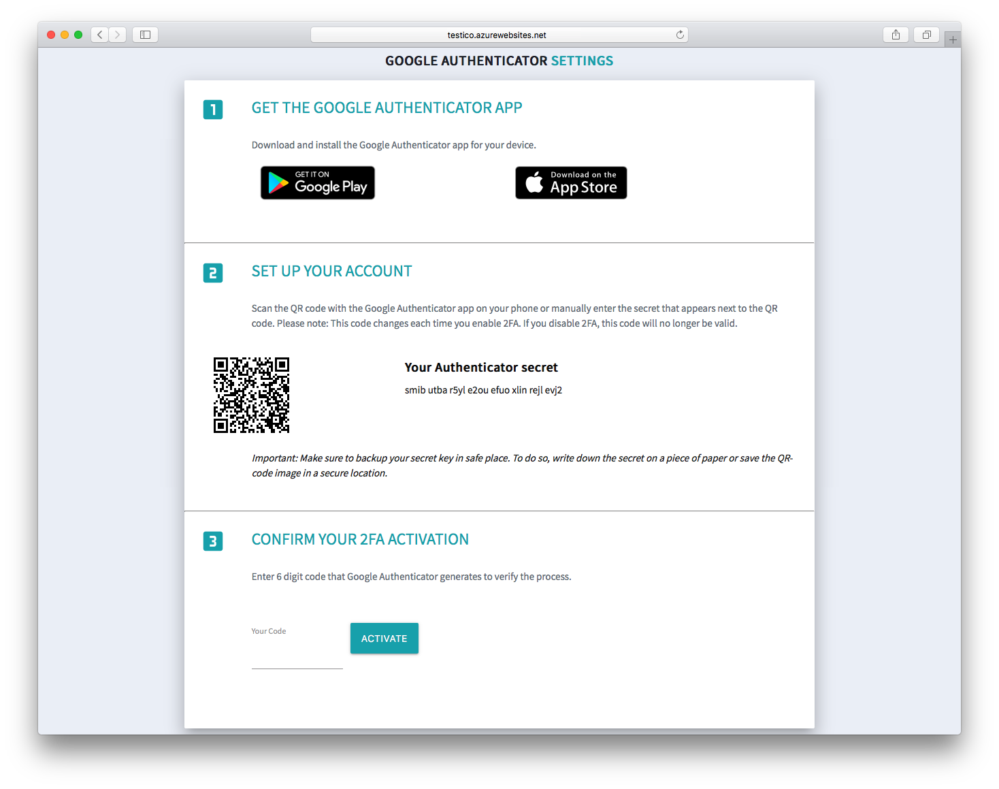 testico.azurewebsites.net
GOOGLE AUTHENTICATOR SETTINGS
1
GET THE GOOGLE AUTHENTICATOR APP
Download and install the Google Authenticator app for your device.
GET IT ON
Google Play
Download on the
App Store
2
SET UP YOUR ACCOUNT
Scan the QR code with the Google Authenticator app on your phone or manually enter the secret that appears next to the QR
code. Please note: This code changes each time you enable 2FA. If you disable 2FA, this code will no longer be valid.
Your Authenticator secret
smib utba r5yl e2ou efuo xlin rejl evj2
Important: Make sure to backup your secret key in safe place. To do so, write down the secret on a piece of paper or save the QR-
code image in a secure location.
3
CONFIRM YOUR 2FA ACTIVATION
Enter 6 digit code that Google Authenticator generates to verify the process.
Your Code
ACTIVATE